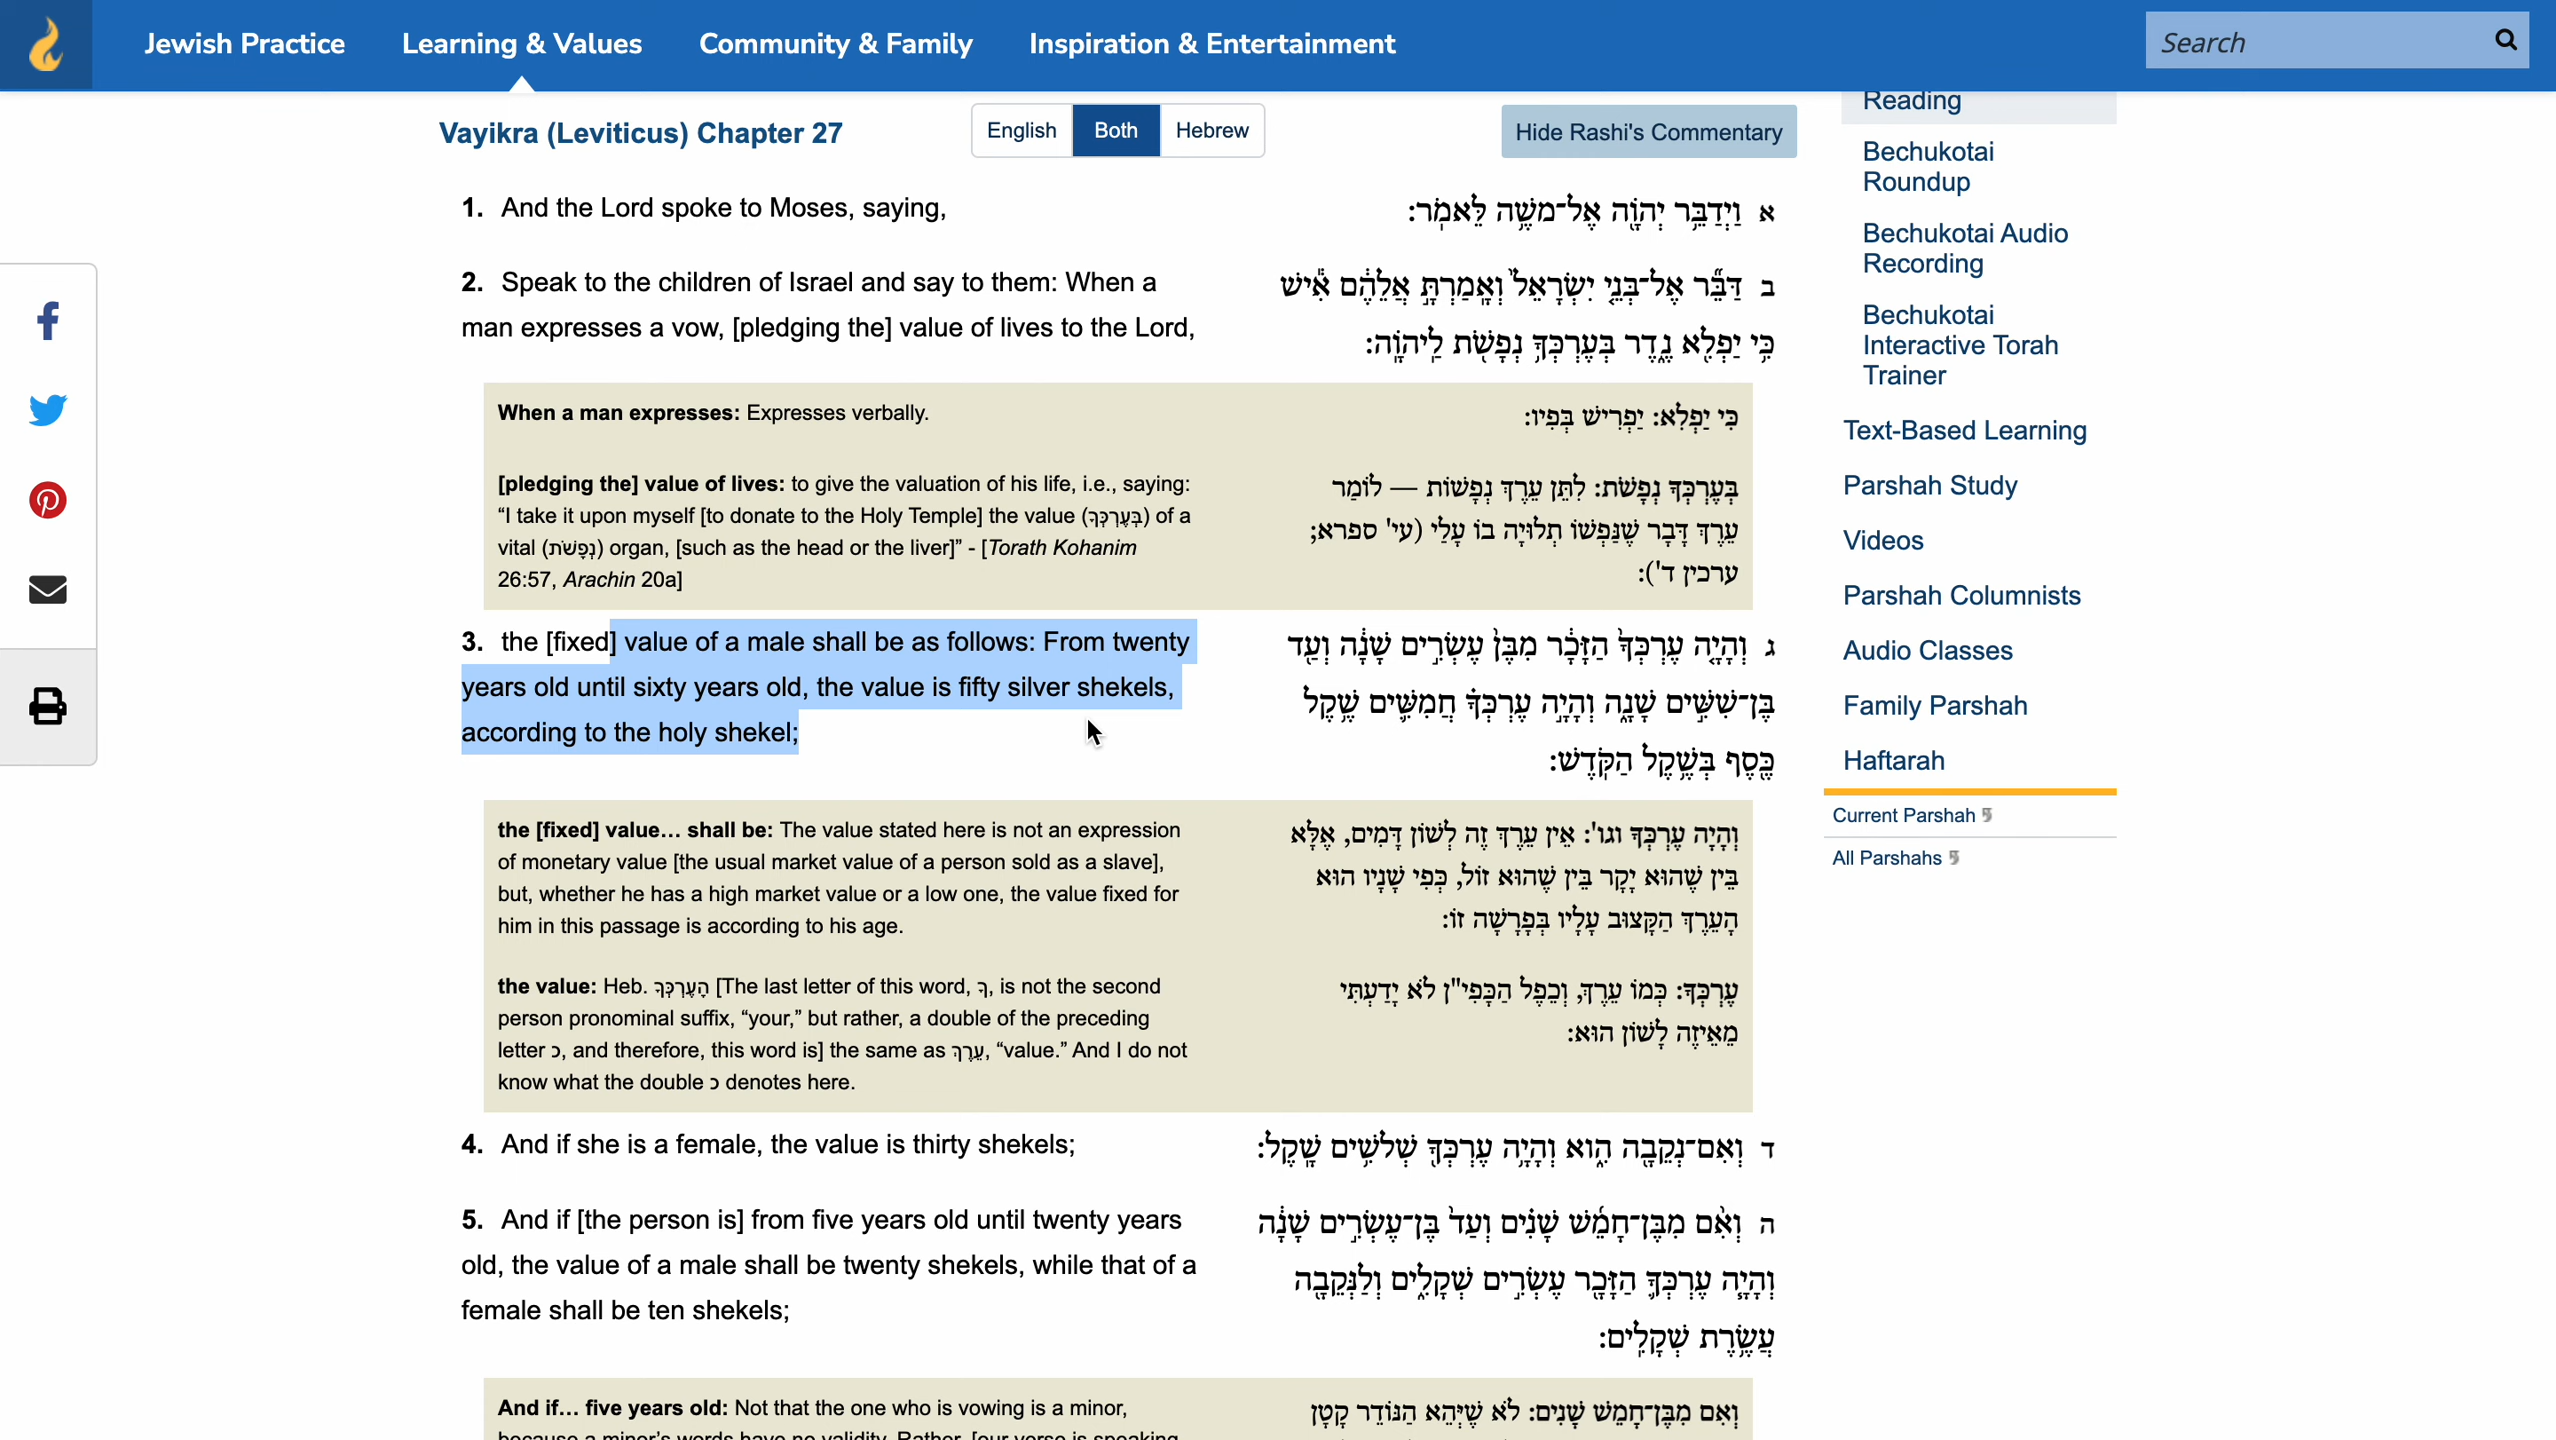 Jewish Practice
Learning & Values
Community & Family
Inspiration & Entertainment
Search
Vayikra (Leviticus) Chapter 27
English
Both
Hebrew
Hide Rashi's Commentary
1. And the Lord spoke to Moses, saying,
א וַיְדַבֵּ֥ר יְהֹוָ֖ה אֶל־משֶׁ֥ה לֵּאמֹֽר:
2. Speak to the children of Israel and say to them: When a
man expresses a vow, [pledging the] value of lives to the Lord,
ב דַּבֵּ֞ר אֶל־בְּנֵ֤י יִשְׂרָאֵל֙ וְאָֽמַרְתָּ֣ אֲלֵהֶ֔ם אִ֕ישׁ
כִּ֥י יַפְלִ֖א נֶ֑דֶר בְּעֶרְכְּךָ֥ נְפָשֹׁ֖ת לַֽיהֹוָֽה:
When a man expresses: Expresses verbally.
כִּי יַפְלִא: יַפְרִישׁ בְּפִיו:
[pledging the] value of lives: to give the valuation of his life, i.e., saying:
“I take it upon myself [to donate to the Holy Temple] the value (בְּעֶרְכְּךָ) of a
vital (נְפָשֹׁת) organ, [such as the head or the liver]” - [Torath Kohanim
26:57, Arachin 20a]
בְּעֶרְכְּךָ נְפָשֹׁת: לִתֵּן עֵרֶךְ נְפָשׁוֹת — לוֹמַר
עֵרֶךְ דָּבָר שֶׁנַּפְשׁוֹ תְלוּיָה בוֹ עָלַי (עי' ספרא;
ערכין ד'):
3. the [fixed] value of a male shall be as follows: From twenty
years old until sixty years old, the value is fifty silver shekels,
according to the holy shekel;
ג וְהָיָ֤ה עֶרְכְּךָ֙ הַזָּכָ֔ר מִבֶּן֙ עֶשְׂרִ֣ים שָׁנָ֔ה וְעַ֖ד
בֶּן־שִׁשִּׁ֣ים שָׁנָ֑ה וְהָיָ֣ה עֶרְכְּךָ֗ חֲמִשִּׁ֛ים שֶׁ֥קֶל
כֶּ֖סֶף בְּשֶׁ֥קֶל הַקֹּֽדֶשׁ:
the [fixed] value… shall be: The value stated here is not an expression
of monetary value [the usual market value of a person sold as a slave],
but, whether he has a high market value or a low one, the value fixed for
him in this passage is according to his age.
וְהָיָה עֶרְכְּךָ וגו': אֵין עֵרֶךְ זֶה לְשׁוֹן דָּמִים, אֶלָּא
בֵּין שֶׁהוּא יָקָר בֵּין שֶׁהוּא זוֹל, כְּפִי שָׁנָיו הוּא
הָעֵרֶךְ הַקָּצוּב עָלָיו בְּפָרָשָׁה זוֹ:
the value: Heb. הָעֶרְכְּךָ [The last letter of this word, ךָ, is not the second
person pronominal suffix, “your,” but rather, a double of the preceding
letter כ, and therefore, this word is] the same as עֵרֶךְ, “value.” And I do not
know what the double כ denotes here.
עֶרְכְּךָ: כְּמוֹ עֵרֶךְ, וְכֵפֶל הַכָּפִי"ן לֹא יָדַעְתִּי
מֵאֵיזֶה לָשׁוֹן הוּא:
4. And if she is a female, the value is thirty shekels;
ד וְאִם־נְקֵבָ֖ה הִ֑וא וְהָיָ֥ה עֶרְכְּךָ֖ שְׁלשִׁ֥ים שָֽׁקֶל:
5. And if [the person is] from five years old until twenty years
old, the value of a male shall be twenty shekels, while that of a
female shall be ten shekels;
ה וְאִ֨ם מִבֶּן־חָמֵ֜שׁ שָׁנִ֗ים וְעַד֙ בֶּן־עֶשְׂרִ֣ים שָׁנָ֔ה
וְהָיָ֧ה עֶרְכְּךָ֛ הַזָּכָ֖ר עֶשְׂרִ֣ים שְׁקָלִ֑ים וְלַנְּקֵבָ֖ה
עֲשֶׂ֥רֶת שְׁקָלִֽים:
And if… five years old: Not that the one who is vowing is a minor,
because a minor's words have no validity. Rather, [our verse is speaking
וְאִם מִבֶּן־חָמֵשׁ שָׁנִים: לֹא שֶׁיְּהֵא הַנּוֹדֵר קָטָן
Reading
Bechukotai
Roundup
Bechukotai Audio
Recording
Bechukotai
Interactive Torah
Trainer
Text-Based Learning
Parshah Study
Videos
Parshah Columnists
Audio Classes
Family Parshah
Haftarah
Current Parshah
All Parshahs